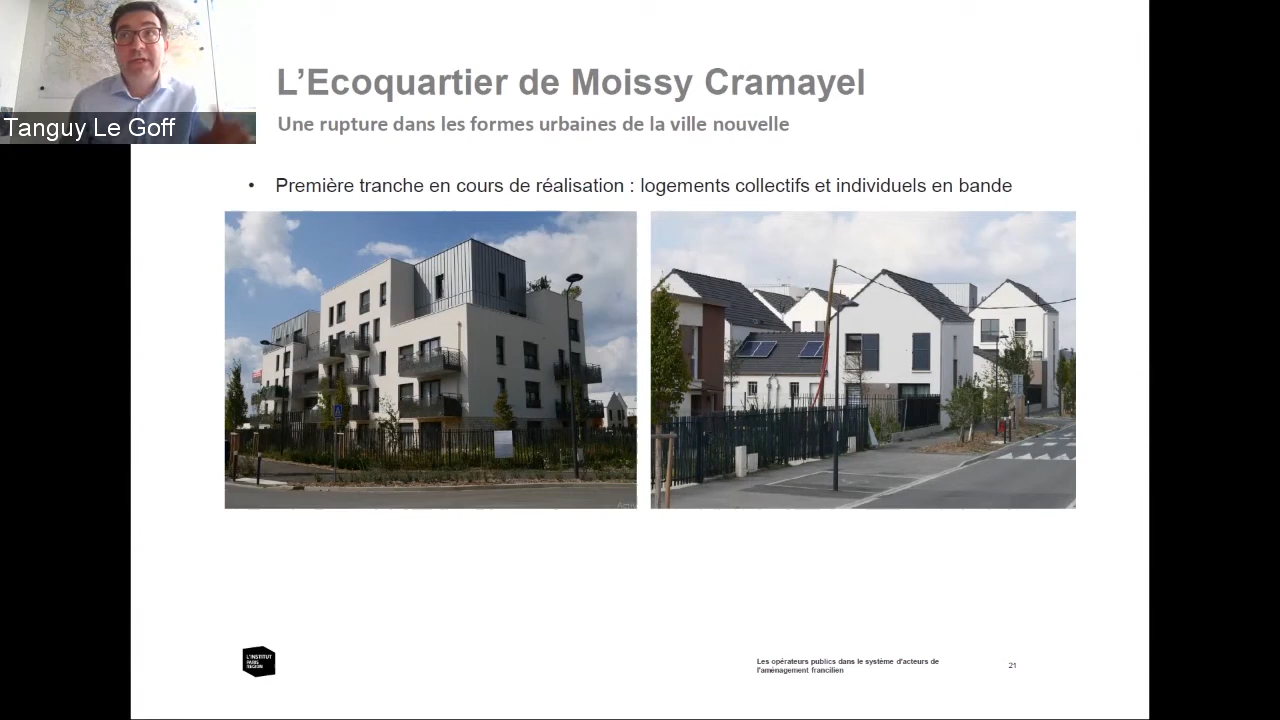 Tanguy Le Goff
L'Ecoquartier de Moissy Cramayel
Une rupture dans les formes urbaines de la ville nouvelle
• Première tranche en cours de réalisation : logements collectifs et individuels en bande
L'INSTITUT
PARIS
REGION
Les opérateurs publics dans le système d'acteurs de
l'aménagement francilien
21